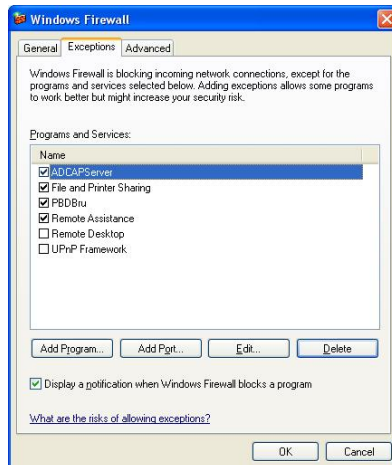 Windows Firewall
General Exceptions Advanced
Windows Firewall is blocking incoming network connections, except for the
programs and services selected below. Adding exceptions allows some programs
to work better but might increase your security risk.
Programs and Services:
Name
ADCAPServer
File and Printer Sharing
PBDBru
Remote Assistance
Remote Desktop
UPnP Framework
Add Program... Add Port... Edit... Delete
Display a notification when Windows Firewall blocks a program
What are the risks of allowing exceptions?
OK Cancel